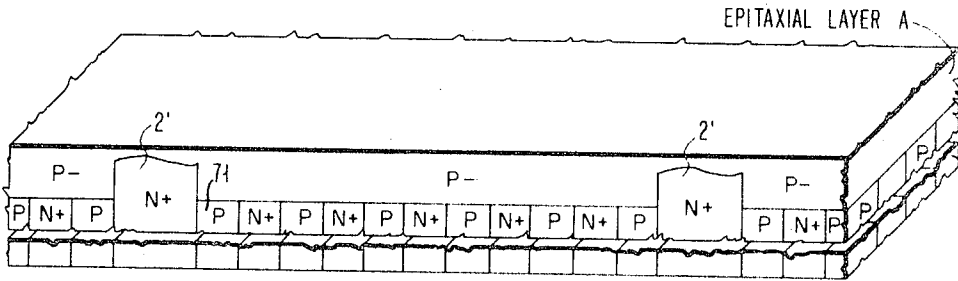 EPITAXIAL LAYER A
2' 2'
P- 71 P- P-
N+ N+
P N+ P P N+ P N+ P N+ P N+ P N+ P P N+ P P P